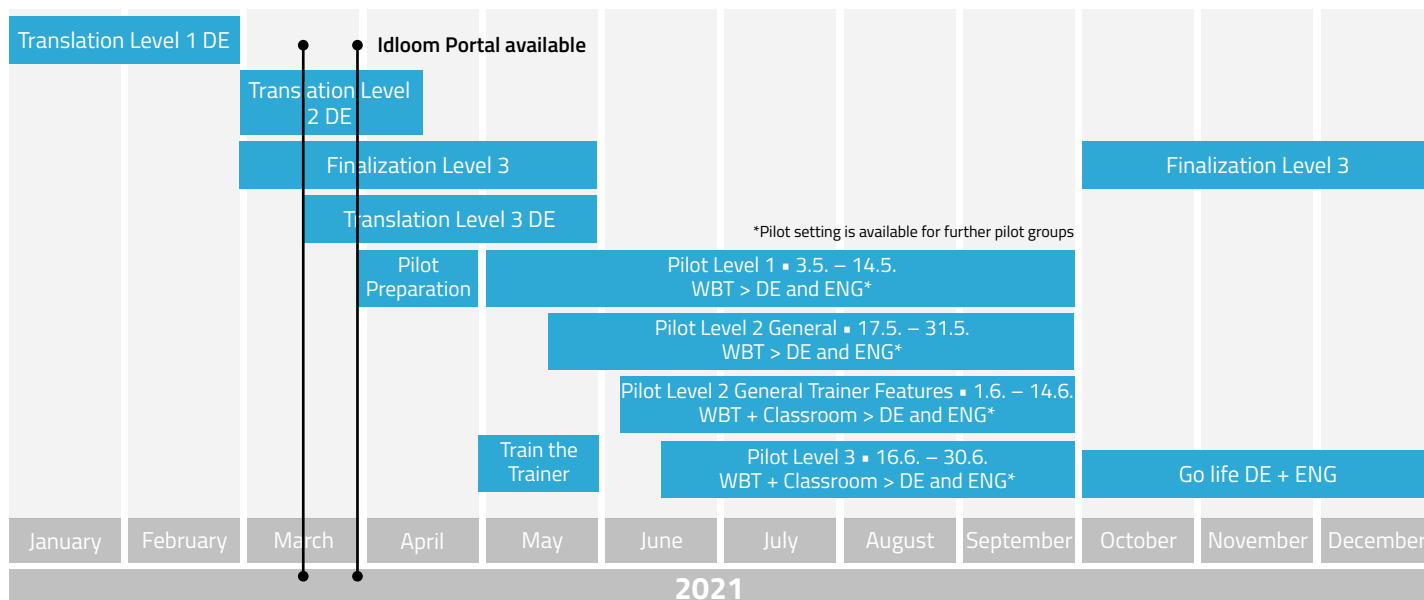 Translation Level 1 DE
Idloom Portal available
Translation Level
2 DE
Finalization Level 3
Finalization Level 3
Translation Level 3 DE
*Pilot setting is available for further pilot groups
Pilot
Preparation
Pilot Level 1 ▪ 3.5. – 14.5.
WBT > DE and ENG*
Pilot Level 2 General ▪ 17.5. – 31.5.
WBT > DE and ENG*
Pilot Level 2 General Trainer Features ▪ 1.6. – 14.6.
WBT + Classroom > DE and ENG*
Train the
Trainer
Pilot Level 3 ▪ 16.6. – 30.6.
WBT + Classroom > DE and ENG*
Go life DE + ENG
January February March April May June July August September October November December
2021